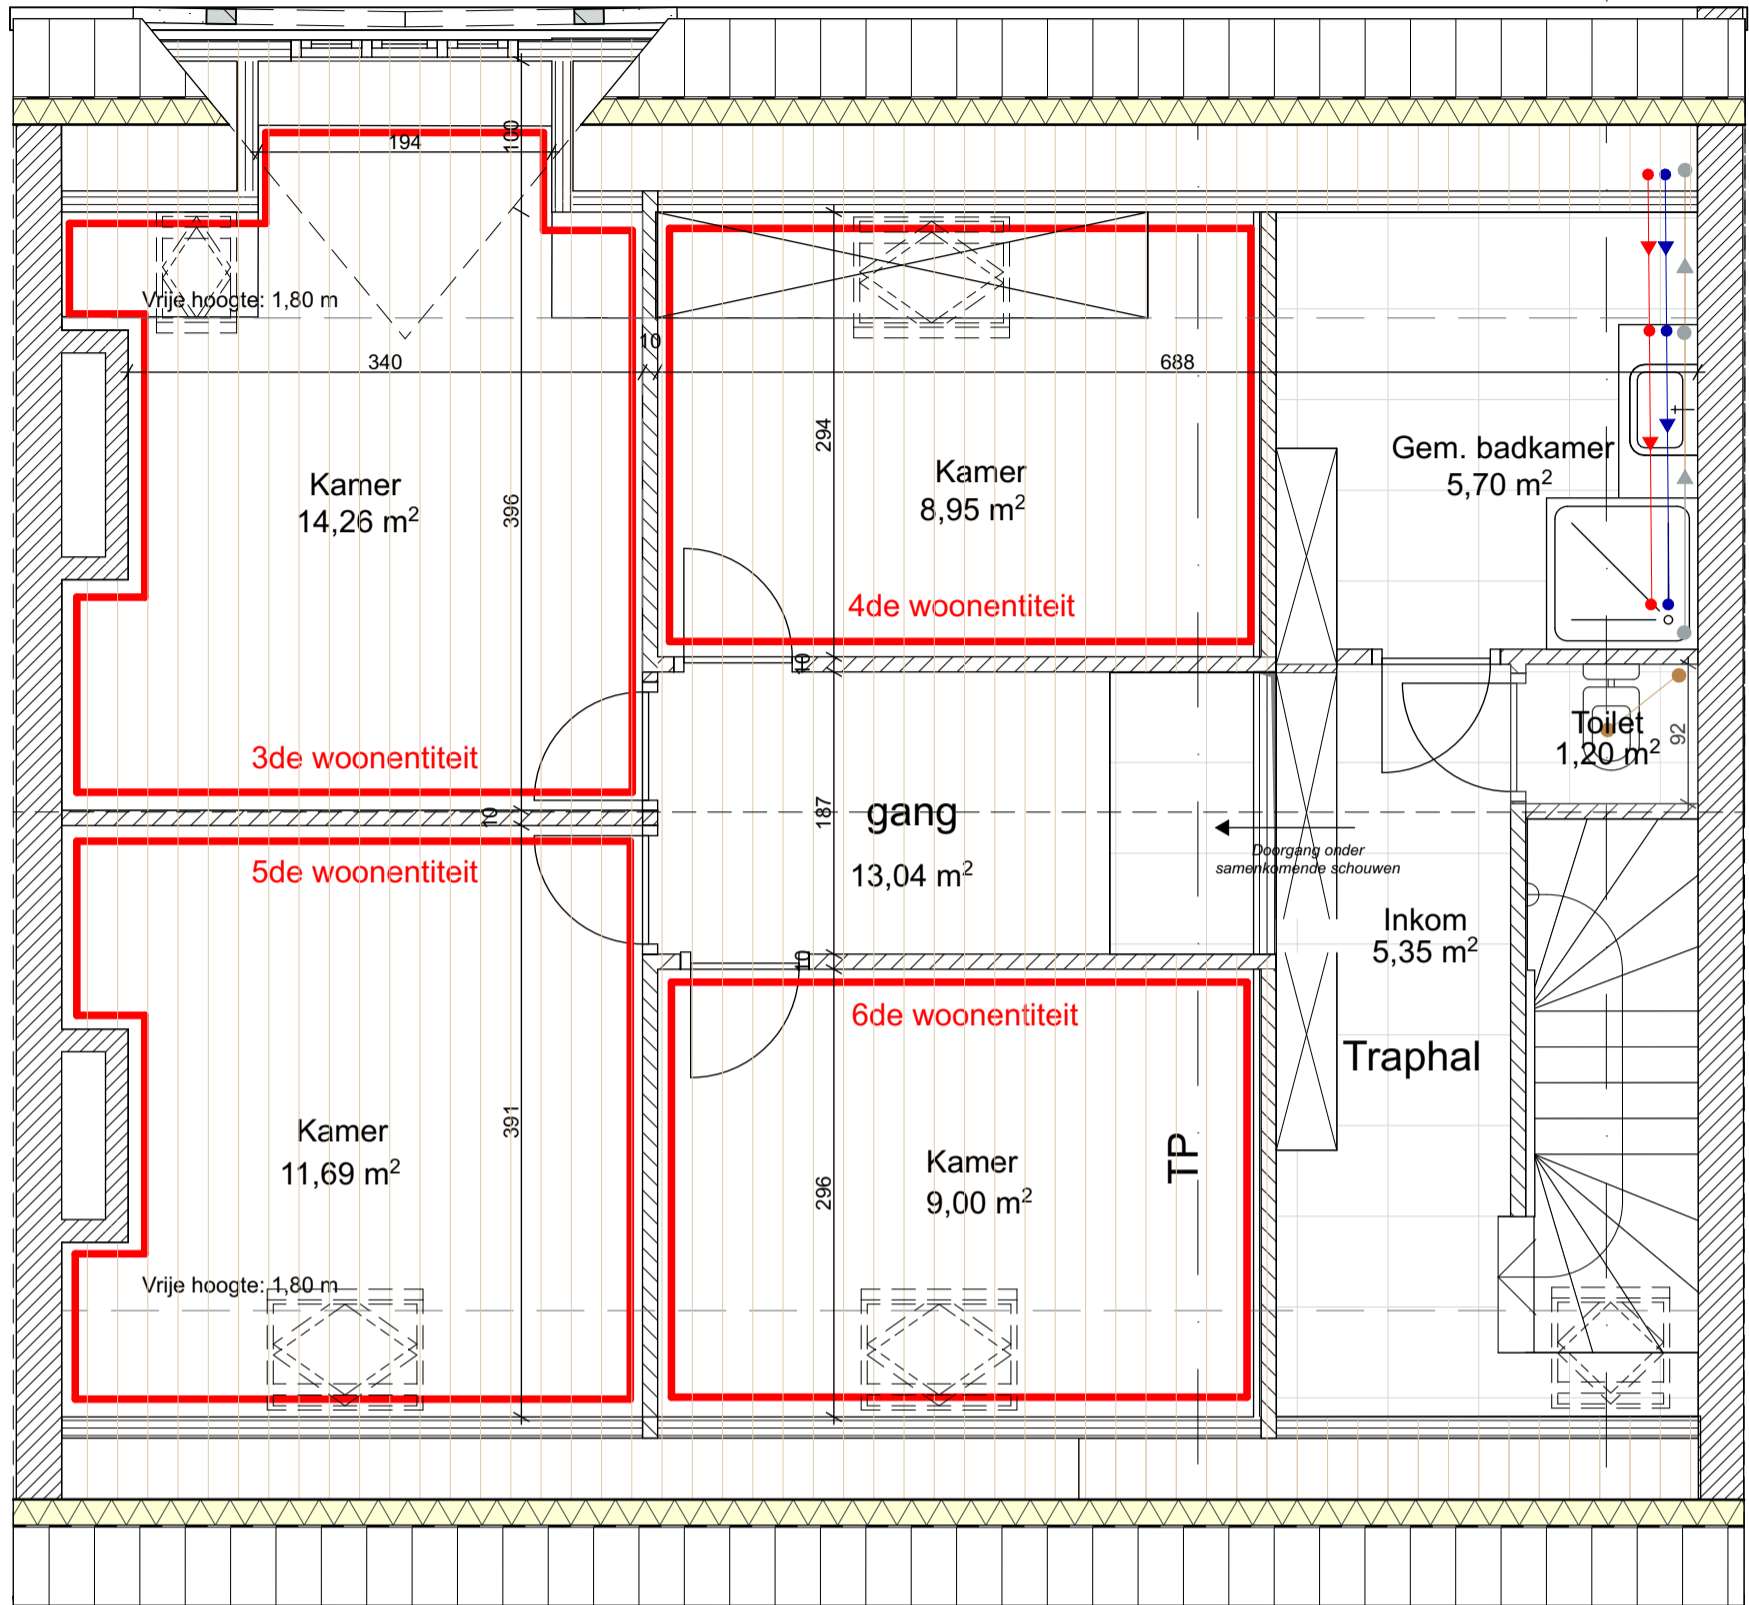 194
100
Vrije hoogte: 1,80 m
10
340
688
294
Kamer
14,26 m²
396
Kamer
8,95 m²
Gem. badkamer
5,70 m²
4de woonentiteit
10
3de woonentiteit
Toilet
1,20 m²
92
10
187
gang
13,04 m²
Doorgang onder
samenkomende schouwen
5de woonentiteit
Inkom
5,35 m²
10
6de woonentiteit
Traphal
391
Kamer
11,69 m²
Kamer
9,00 m²
296
TP
Vrije hoogte: 1,80 m